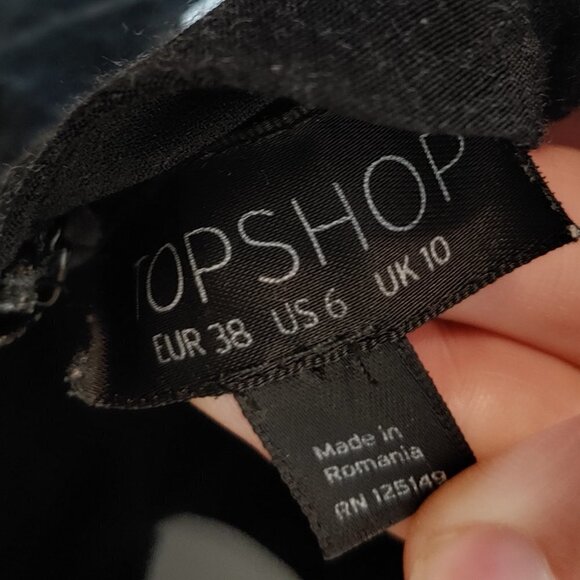 TOPSHOP
EUR 38 US 6 UK 10
Made in
Romania
RN 125149